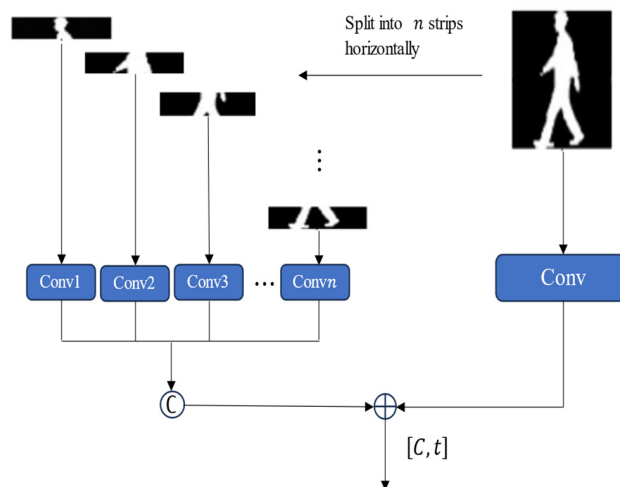 Split into n strips
horizontally
⋮
Conv1 Conv2 Conv3 ... Convn Conv
C
[C, t]